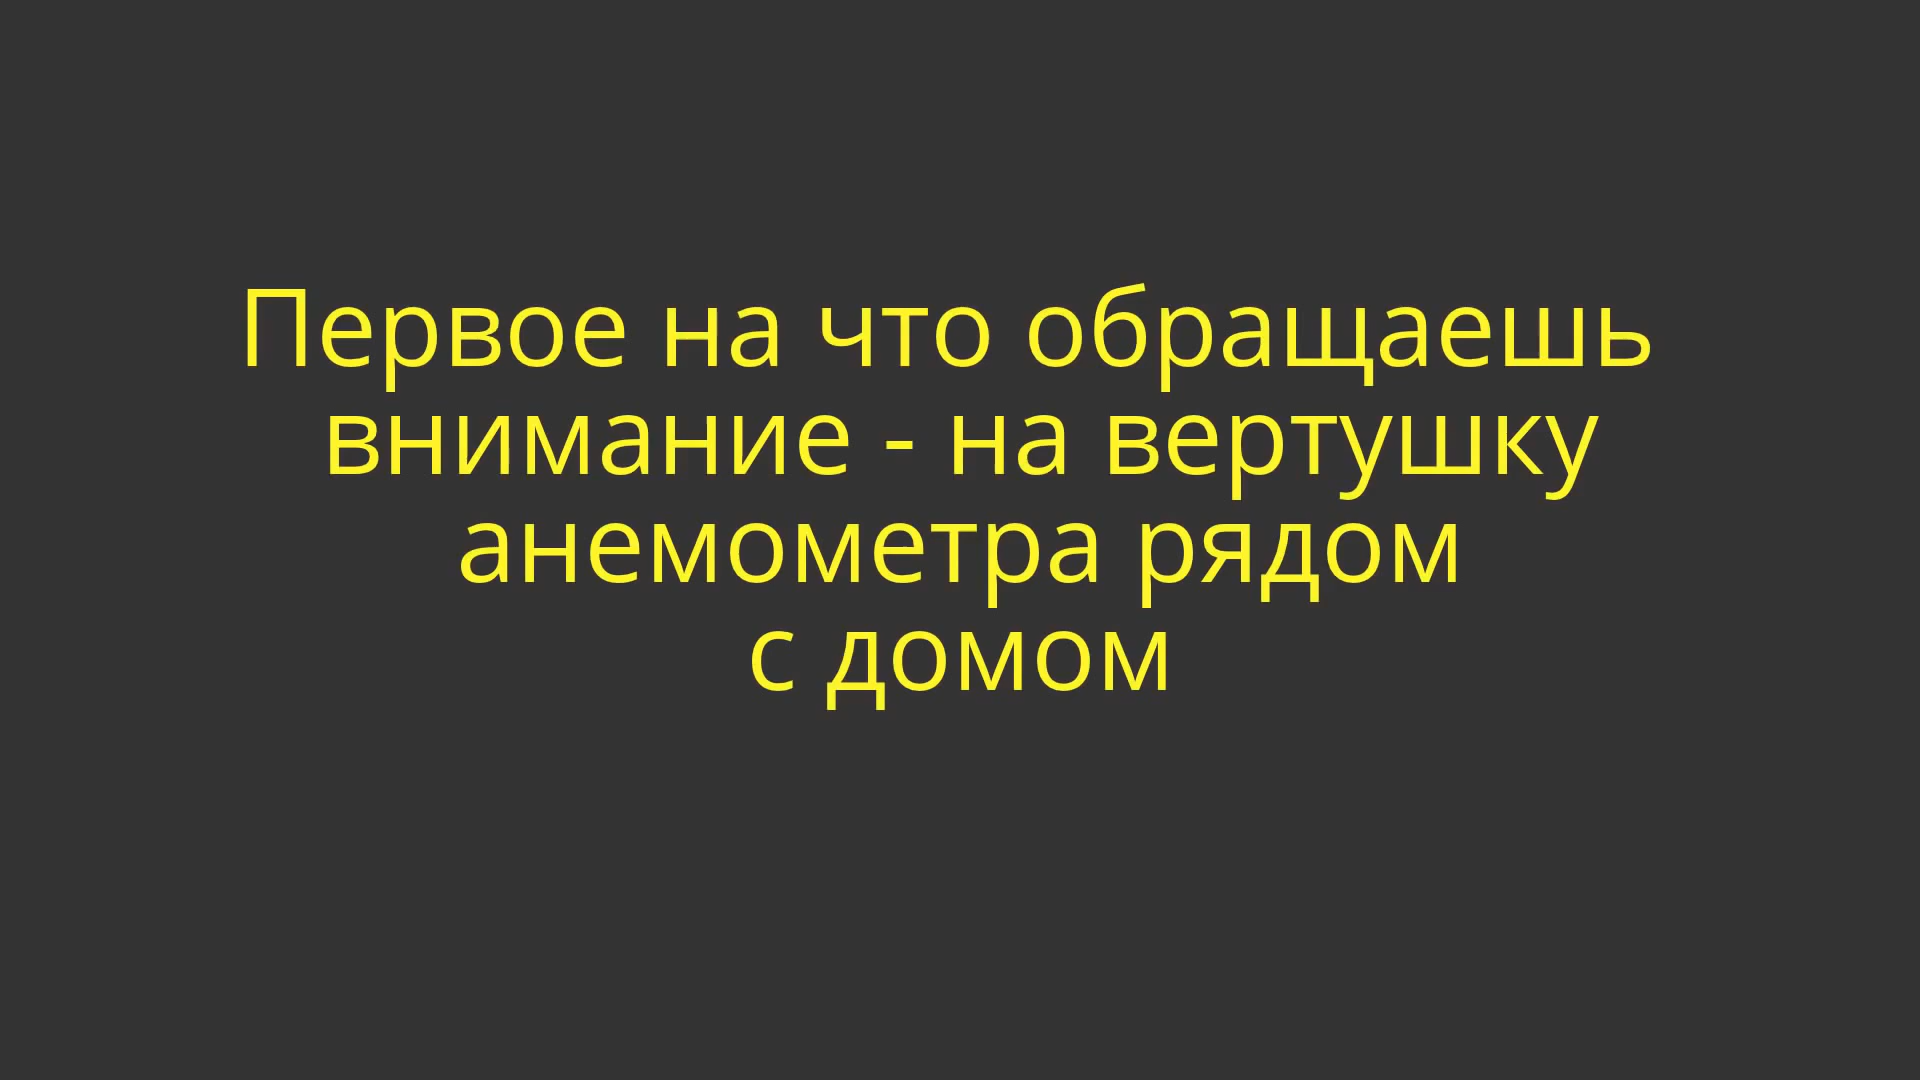 Первое на что обращаешь
внимание - на вертушку
анемометра рядом
с домом